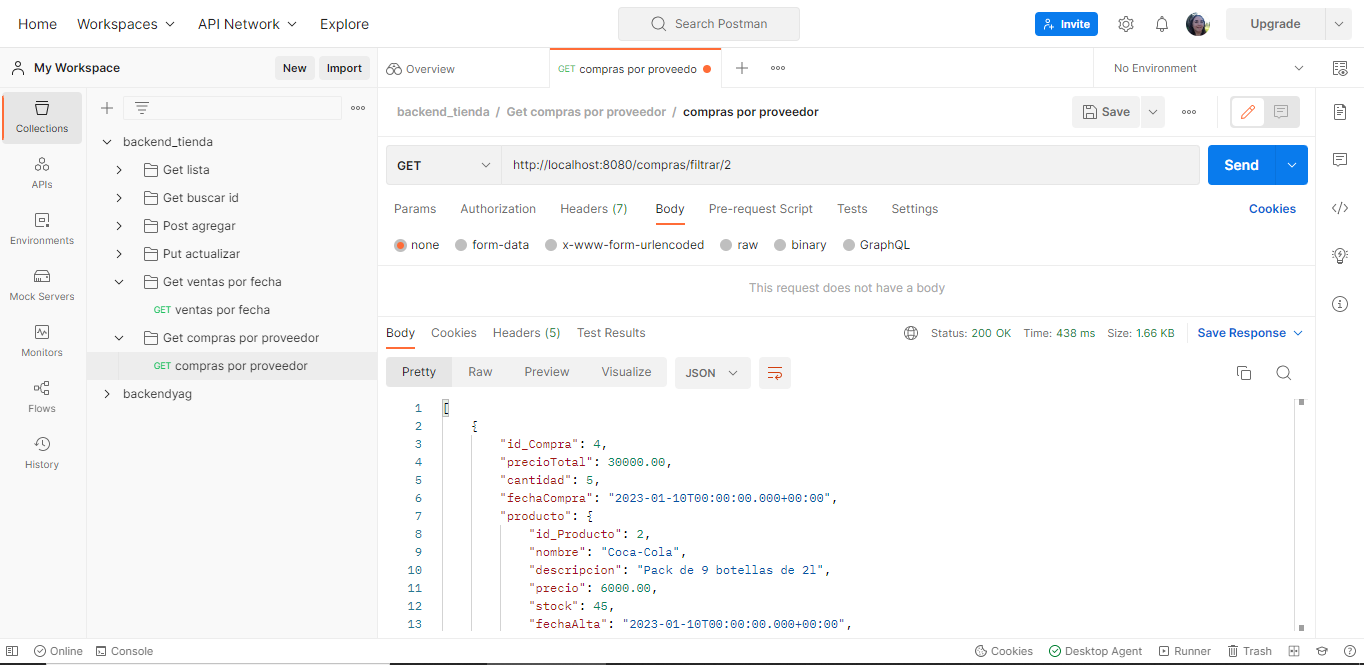 Home Workspaces API Network Explore Search Postman Invite Upgrade
My Workspace New Import Overview GET compras por proveedo No Environment
Collections
APIs
Environments
Mock Servers
Monitors
Flows
History
backend_tienda
Get lista
Get buscar id
Post agregar
Put actualizar
Get ventas por fecha
GET ventas por fecha
Get compras por proveedor
GET compras por proveedor
backendyag
backend_tienda / Get compras por proveedor / compras por proveedor Save
GET http://localhost:8080/compras/filtrar/2 Send
Params Authorization Headers (7) Body Pre-request Script Tests Settings Cookies
none form-data x-www-form-urlencoded raw binary GraphQL
This request does not have a body
Body Cookies Headers (5) Test Results Status: 200 OK Time: 438 ms Size: 1.66 KB Save Response
Pretty Raw Preview Visualize JSON
1 [
2 {
3 "id_Compra": 4,
4 "precioTotal": 30000.00,
5 "cantidad": 5,
6 "fechaCompra": "2023-01-10T00:00:00.000+00:00",
7 "producto": {
8 "id_Producto": 2,
9 "nombre": "Coca-Cola",
10 "descripcion": "Pack de 9 botellas de 2l",
11 "precio": 6000.00,
12 "stock": 45,
13 "fechaAlta": "2023-01-10T00:00:00.000+00:00",
Online Console Cookies Desktop Agent Runner Trash